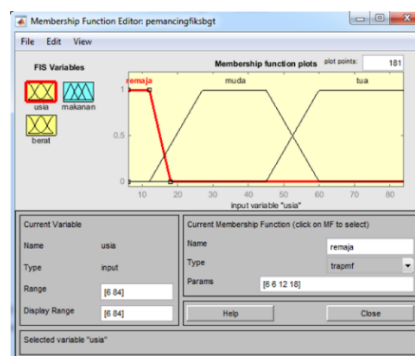 Membership Function Editor: pemancingfiksbgt
File Edit View
FIS Variables
Membership function plots plot points: 181
usia makanan
berat
remaja muda tua
1
0.5
0
10 20 30 40 50 60 70 80
input variable "usia"
Current Variable
Name usia
Type input
Range [6 84]
Display Range [6 84]
Current Membership Function (click on MF to select)
Name remaja
Type trapmf
Params [6 6 12 18]
Help Close
Selected variable "usia"